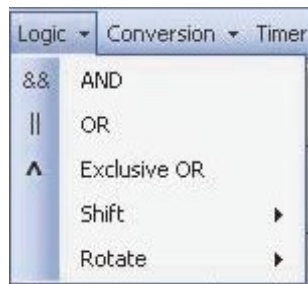 Logic Conversion Timer
&& AND
|| OR
^ Exclusive OR
Shift
Rotate